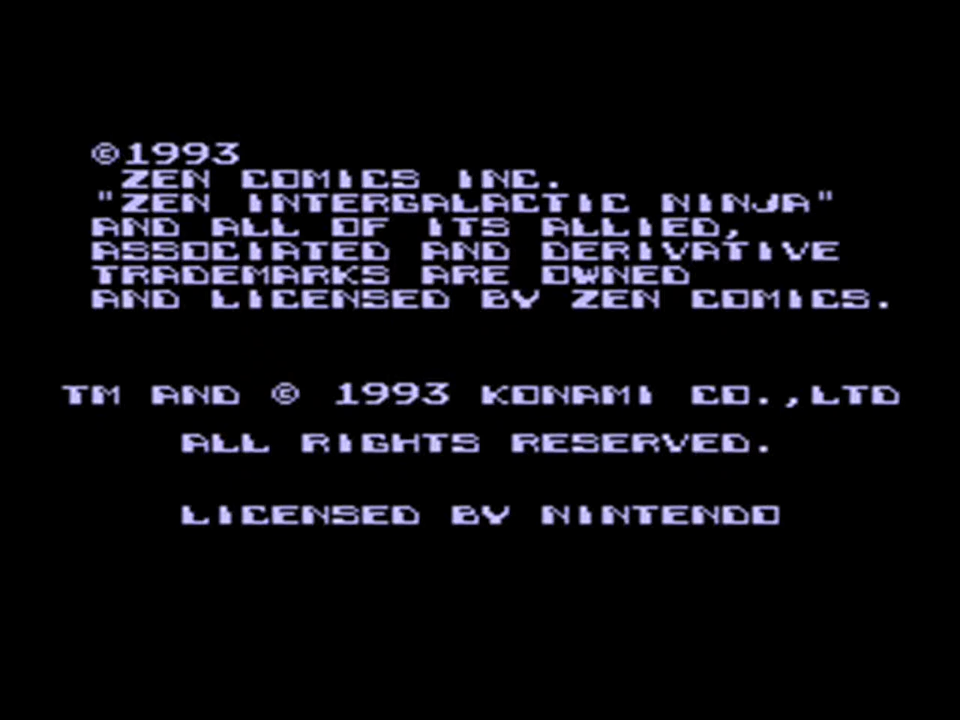 ©1993
ZEN COMICS INC.
"ZEN INTERGALACTIC NINJA"
AND ALL OF ITS ALLIED,
ASSOCIATED AND DERIVATIVE
TRADEMARKS ARE OWNED
AND LICENSED BY ZEN COMICS.
TM AND © 1993 KONAMI CO.,LTD
ALL RIGHTS RESERVED.
LICENSED BY NINTENDO